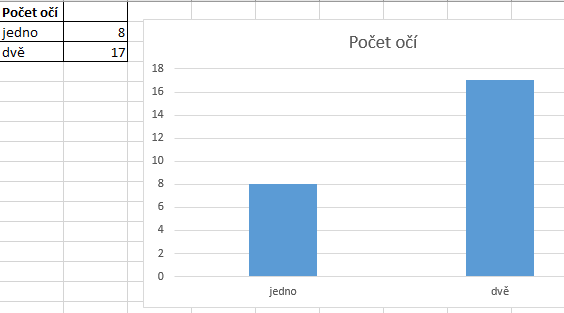 Počet očí
jedno 8
dvě 17
Počet očí
18
16
14
12
10
8
6
4
2
0
jedno dvě